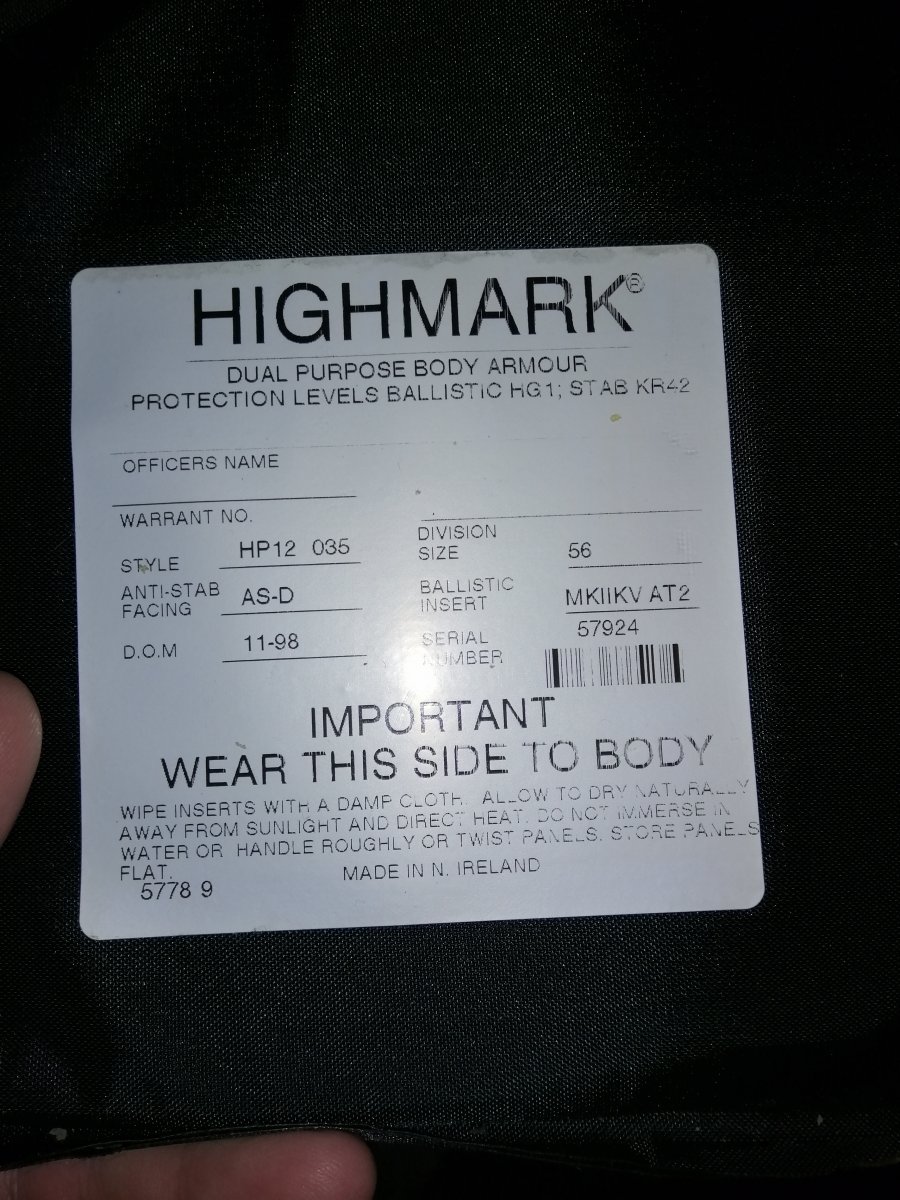 HIGHMARK®
DUAL PURPOSE BODY ARMOUR
PROTECTION LEVELS BALLISTIC HG1; STAB KR42
OFFICERS NAME
WARRANT NO.
DIVISION
STYLE HP12 035 SIZE 56
ANTI-STAB FACING AS-D
BALLISTIC INSERT MKIIKV AT2
D.O.M 11-98
SERIAL NUMBER 57924
IMPORTANT
WEAR THIS SIDE TO BODY
WIPE INSERTS WITH A DAMP CLOTH. ALLOW TO DRY NATURALLY
AWAY FROM SUNLIGHT AND DIRECT HEAT. DO NOT IMMERSE IN
WATER OR HANDLE ROUGHLY OR TWIST PANELS. STORE PANELS
FLAT.
MADE IN N. IRELAND
5778 9